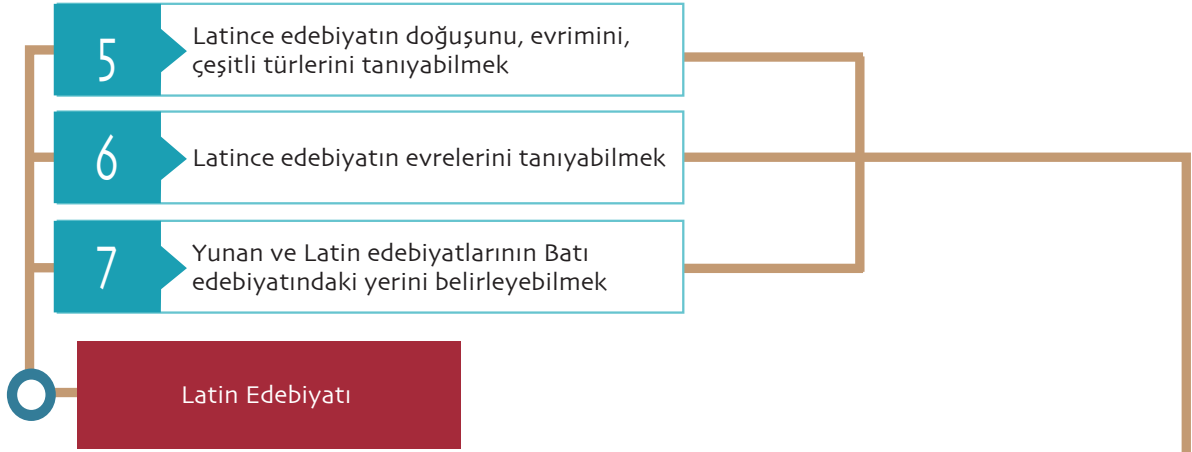 5
Latince edebiyatın doğuşunu, evrimini,
çeşitli türlerini tanıyabilmek
6
Latince edebiyatın evrelerini tanıyabilmek
7
Yunan ve Latin edebiyatlarının Batı
edebiyatındaki yerini belirleyebilmek
Latin Edebiyatı